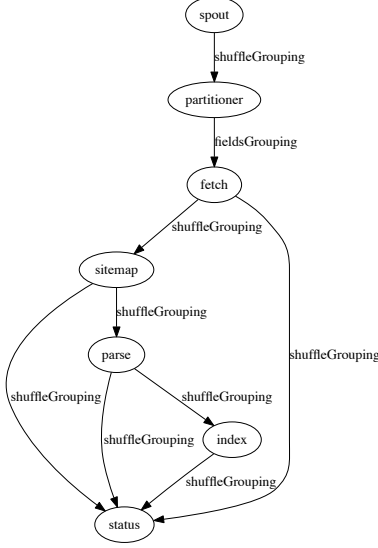 spout
shuffleGrouping
partitioner
fieldsGrouping
fetch
shuffleGrouping
sitemap
shuffleGrouping
parse
shuffleGrouping
shuffleGrouping
shuffleGrouping
shuffleGrouping
index
shuffleGrouping
status